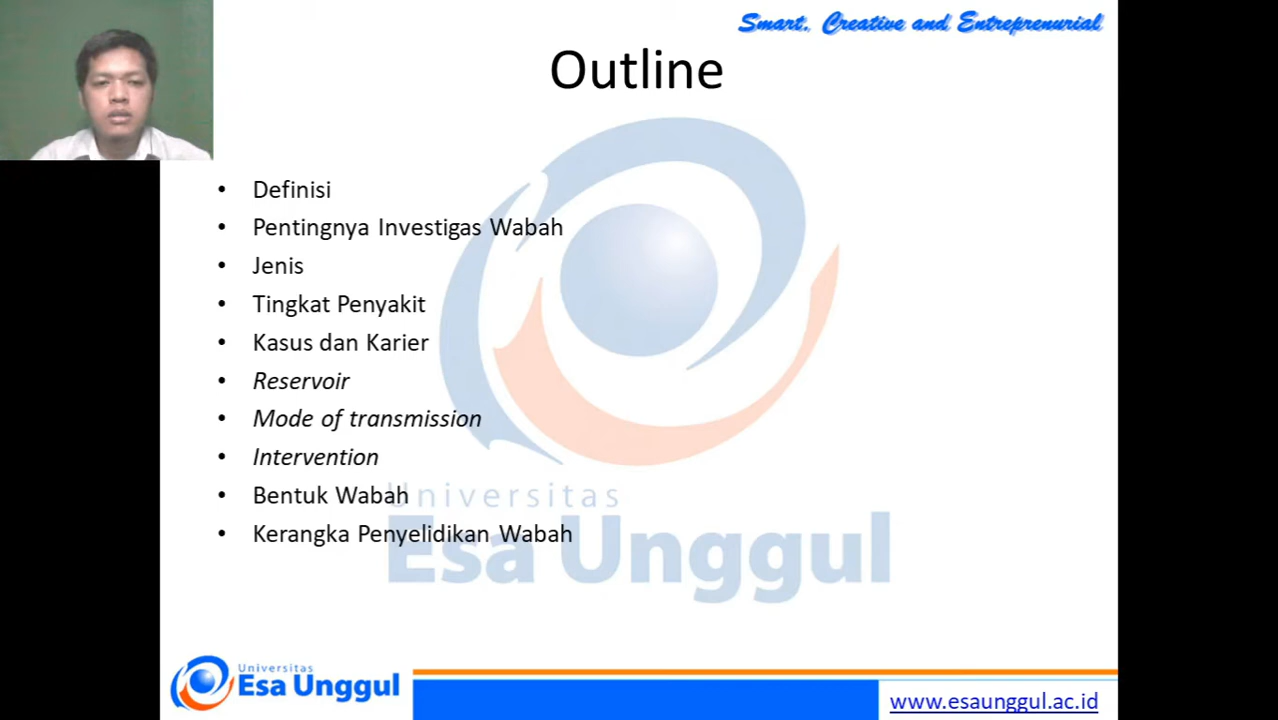 Smart, Creative and Entreprenurial
Outline
• Definisi
• Pentingnya Investigas Wabah
• Jenis
• Tingkat Penyakit
• Kasus dan Karier
• Reservoir
• Mode of transmission
• Intervention
• Bentuk Wabah
• Kerangka Penyelidikan Wabah
Universitas
Esa Unggul
Universitas
Esa Unggul
www.esaunggul.ac.id